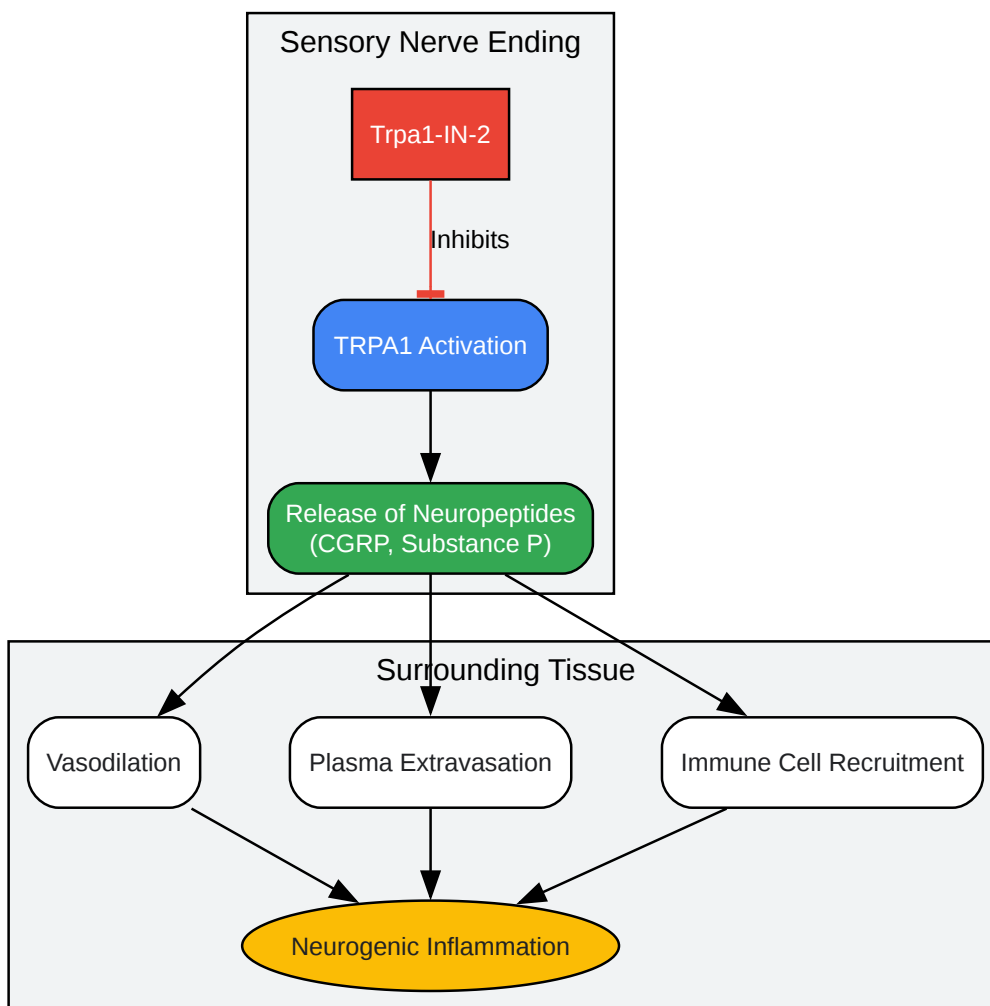 Sensory Nerve Ending
Trpa1-IN-2
Inhibits
TRPA1 Activation
Release of Neuropeptides
(CGRP, Substance P)
Surrounding Tissue
Vasodilation
Plasma Extravasation
Immune Cell Recruitment
Neurogenic Inflammation